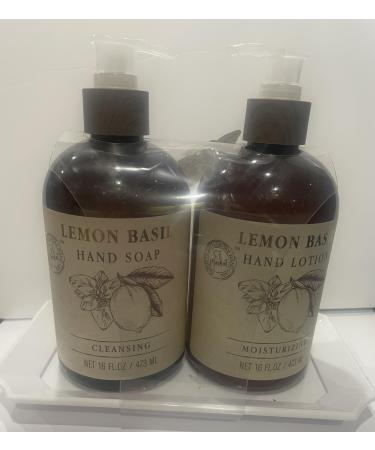 LEMON BASIL
HAND SOAP
CLEANSING
NET 16 FL.OZ / 473 ML
LEMON BAS
HAND LOTION
MOISTURIZIN
NET 16 FL.OZ / 473 M